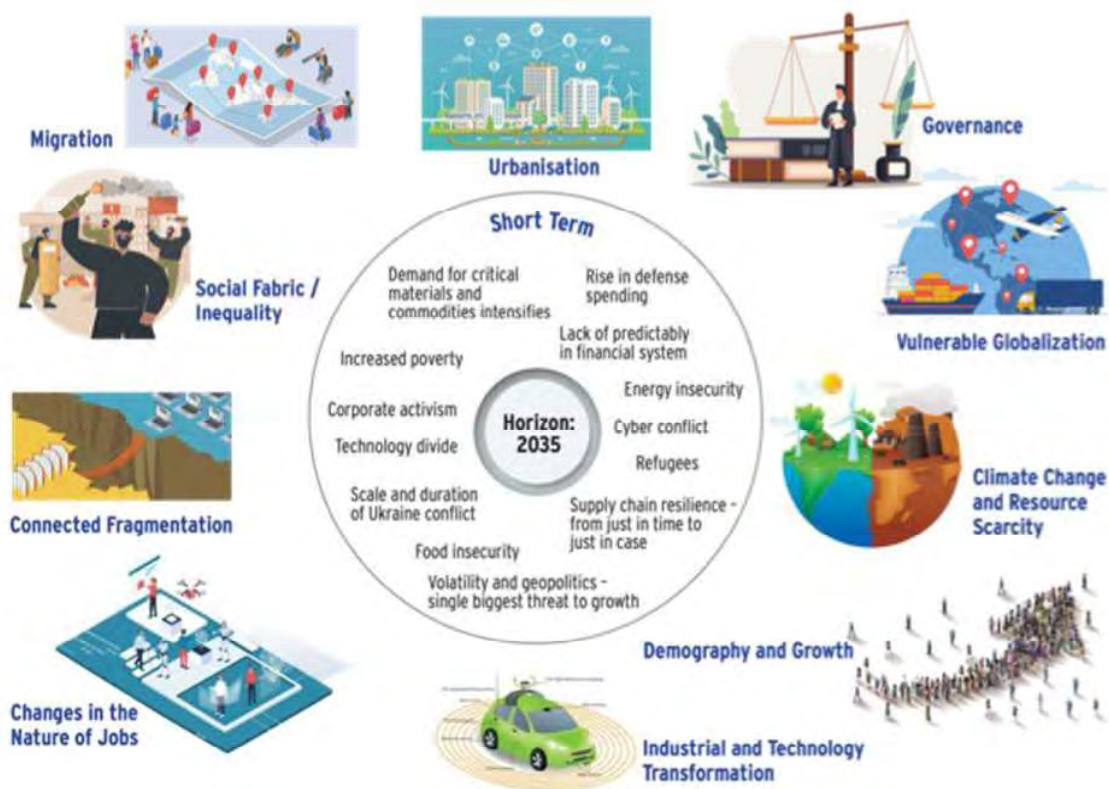 Migration
Urbanisation
Governance
Social Fabric /
Inequality
Vulnerable Globalization
Short Term
Demand for critical
materials and
commodities intensifies
Rise in defense
spending
Lack of predictably
in financial system
Increased poverty
Energy insecurity
Corporate activism
Cyber conflict
Technology divide
Refugees
Horizon:
2035
Scale and duration
of Ukraine conflict
Supply chain resilience –
from just in time to
just in case
Food insecurity
Volatility and geopolitics –
single biggest threat to growth
Connected Fragmentation
Climate Change
and Resource
Scarcity
Changes in the
Nature of Jobs
Demography and Growth
Industrial and Technology
Transformation